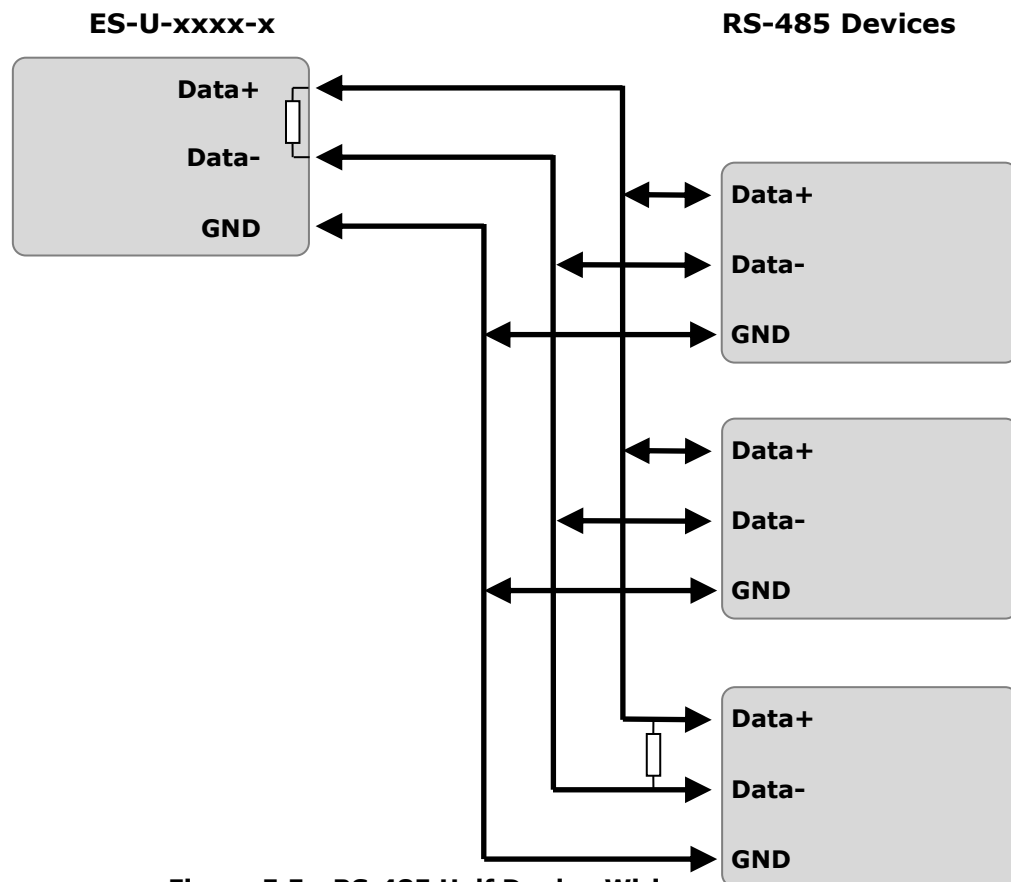 ES-U-xxxx-x
RS-485 Devices
Data+
Data-
GND
Data+
Data-
GND
Data+
Data-
GND
Data+
Data-
GND